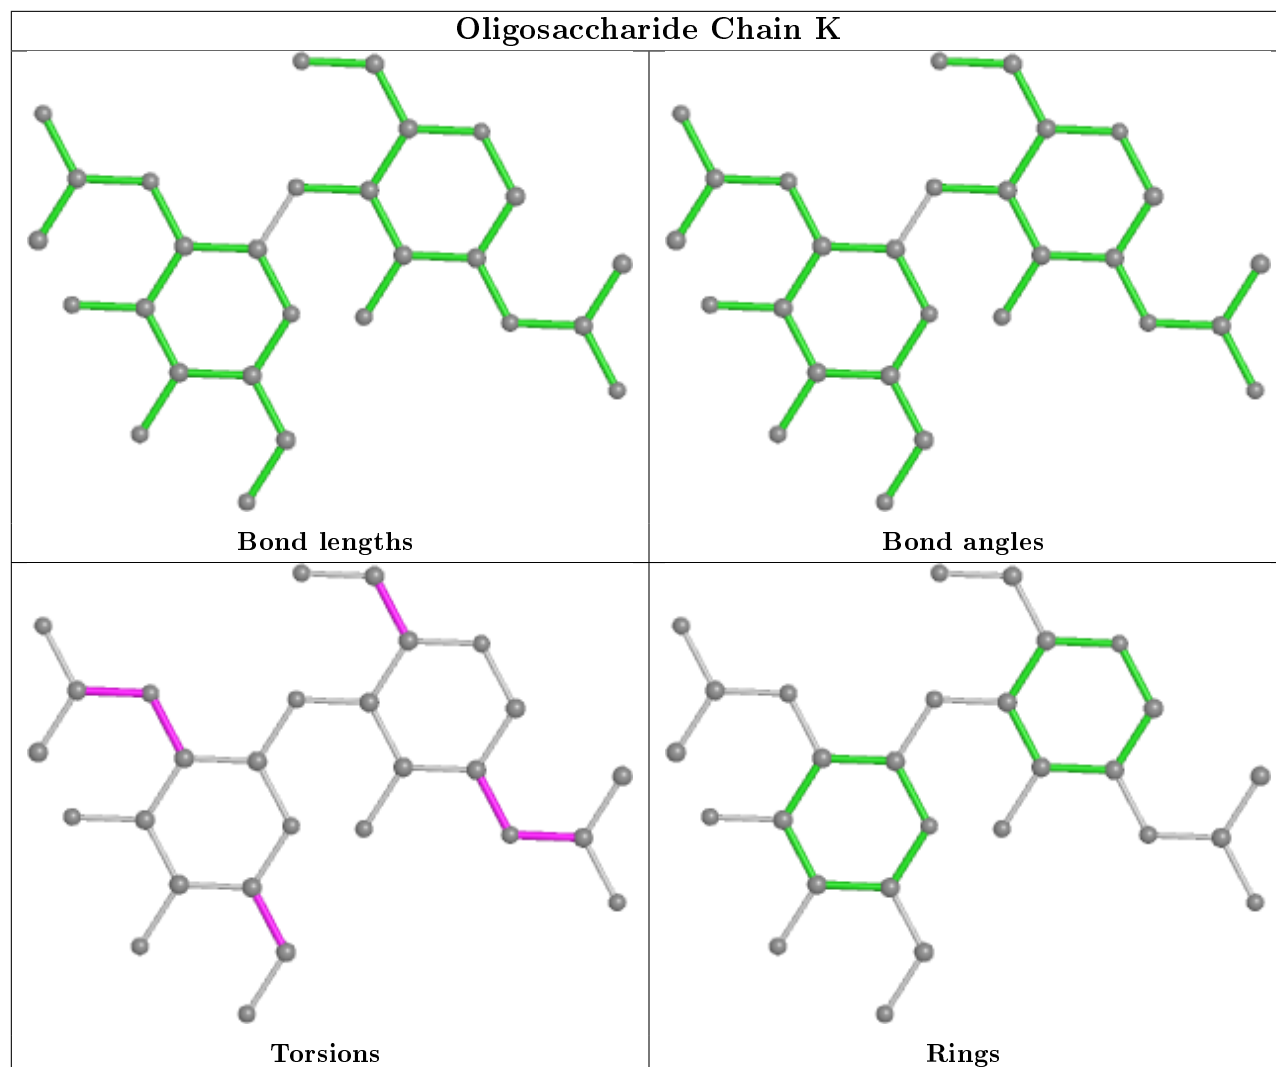 Oligosaccharide Chain K
Bond lengths
Bond angles
Torsions
Rings